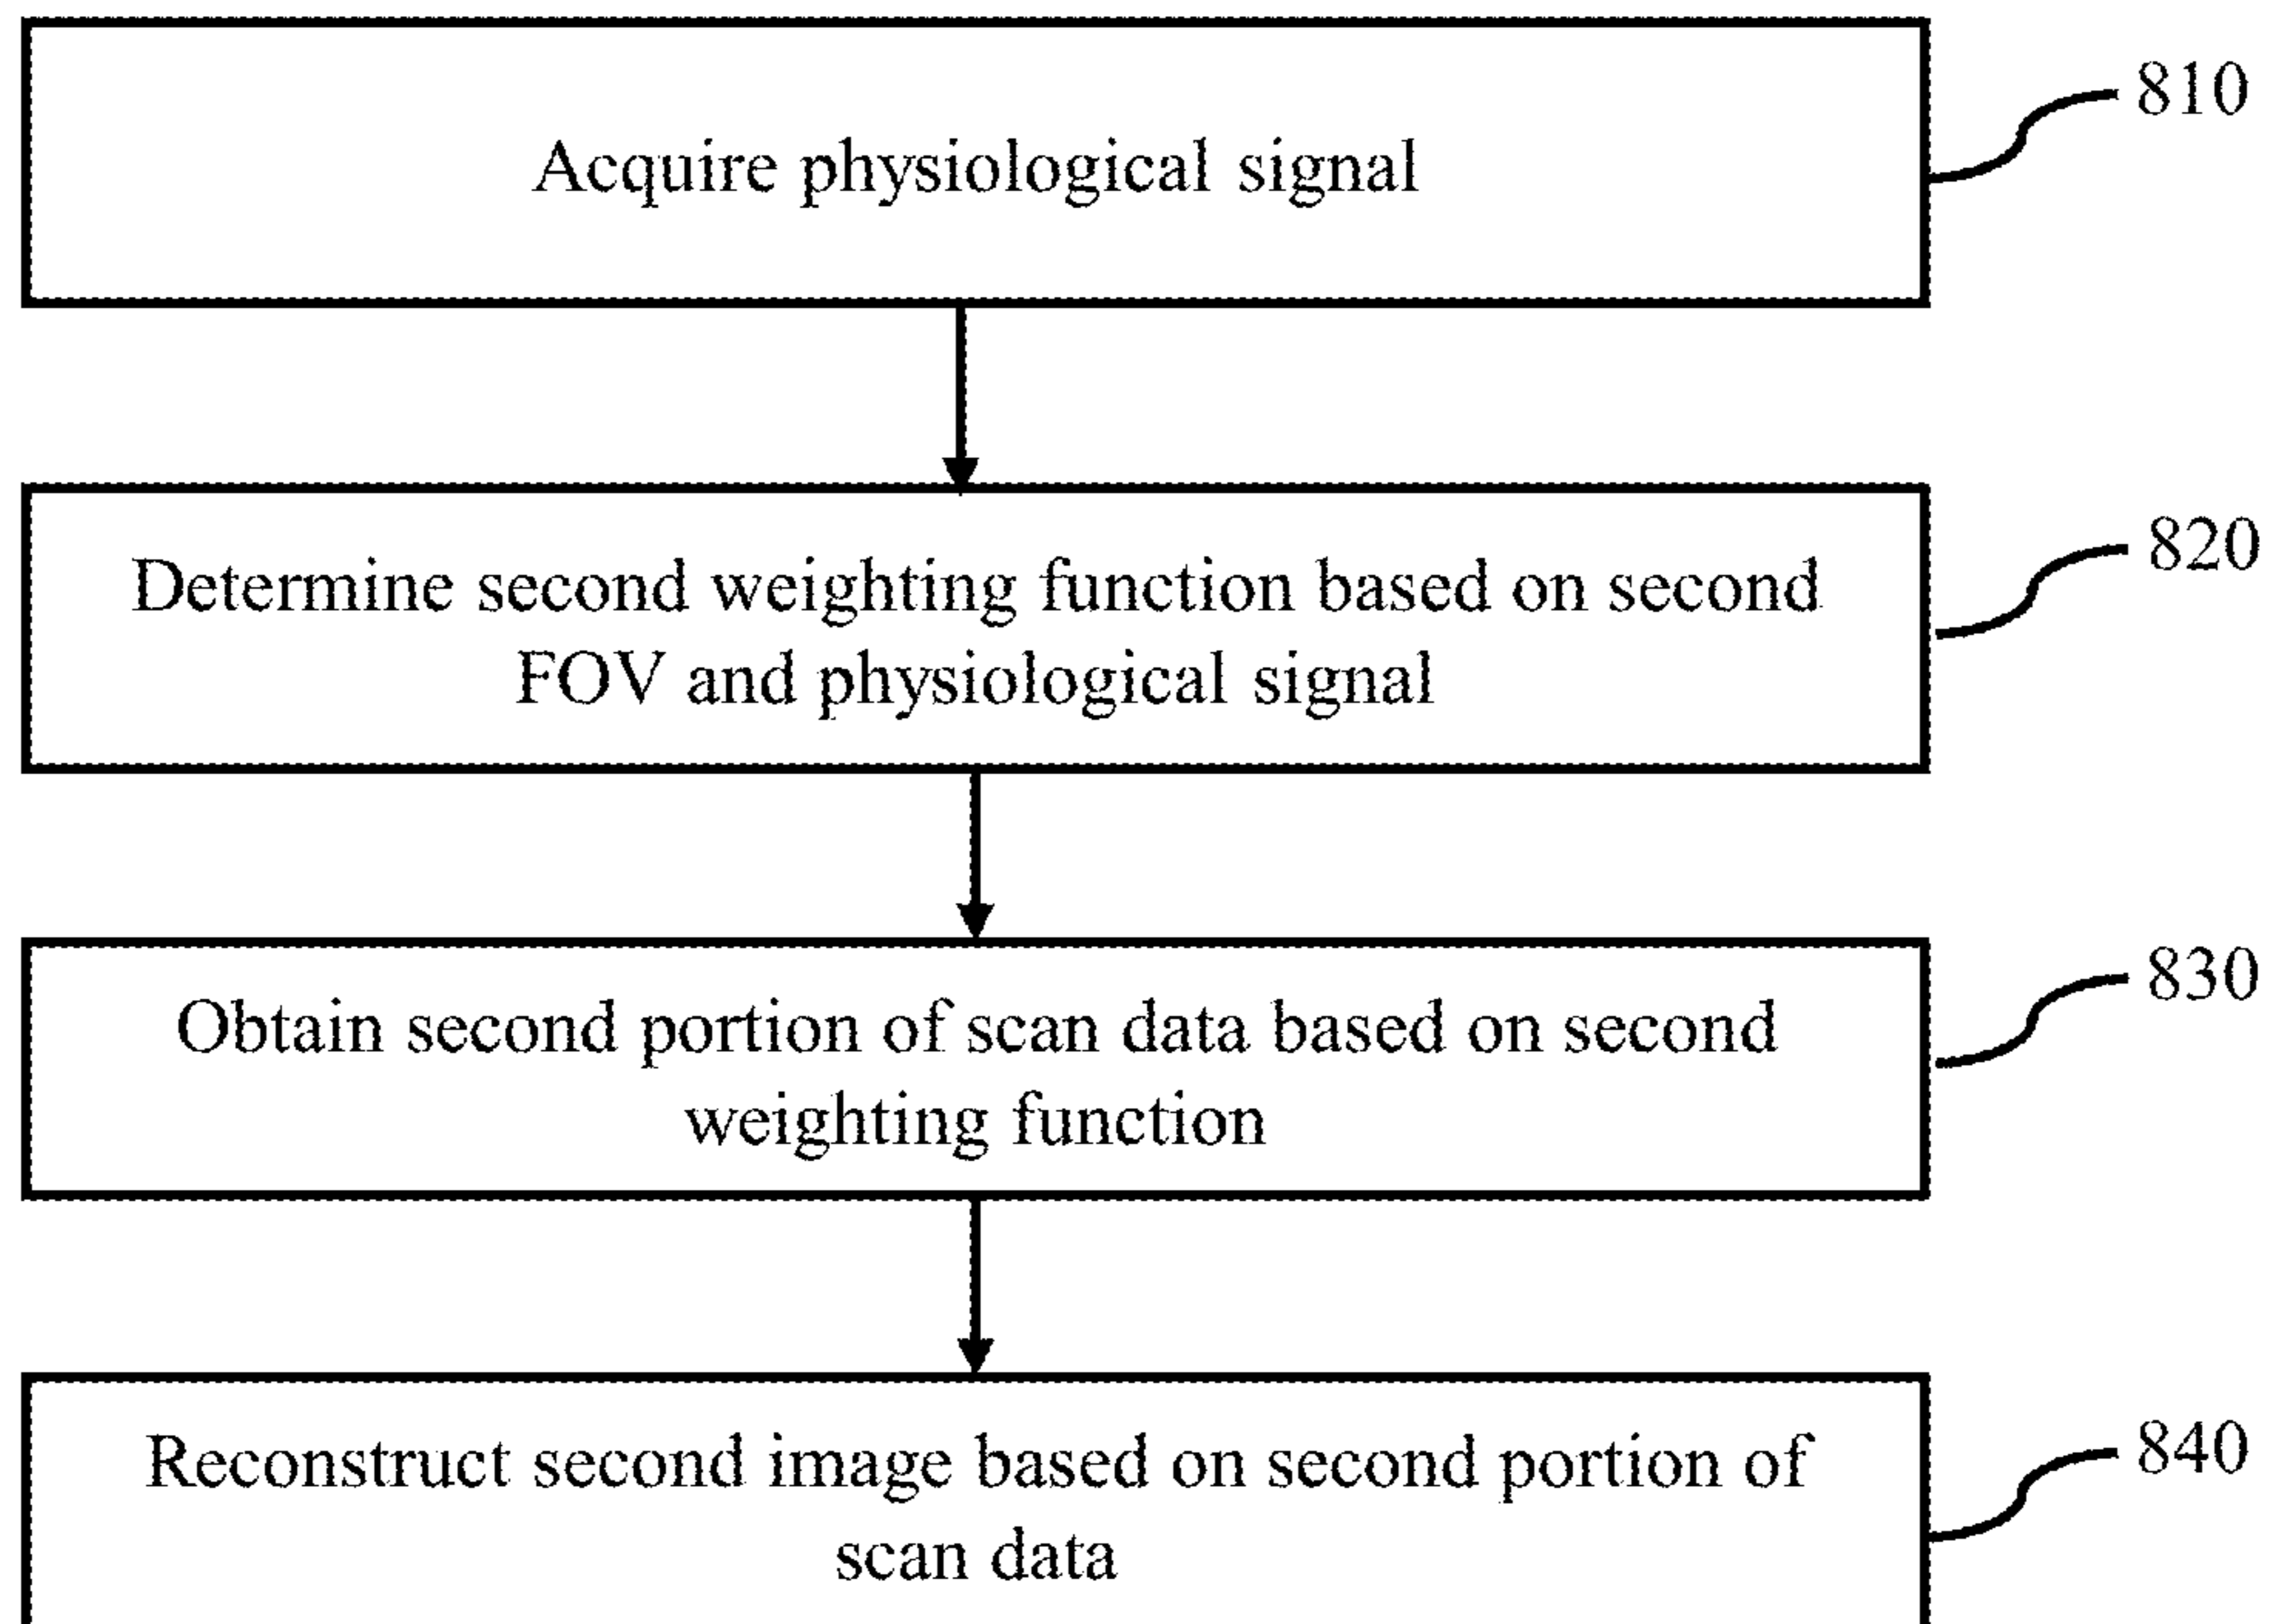 Acquire physiological signal
810
Determine second weighting function based on second
FOV and physiological signal
820
Obtain second portion of scan data based on second
weighting function
830
Reconstruct second image based on second portion of
scan data
840